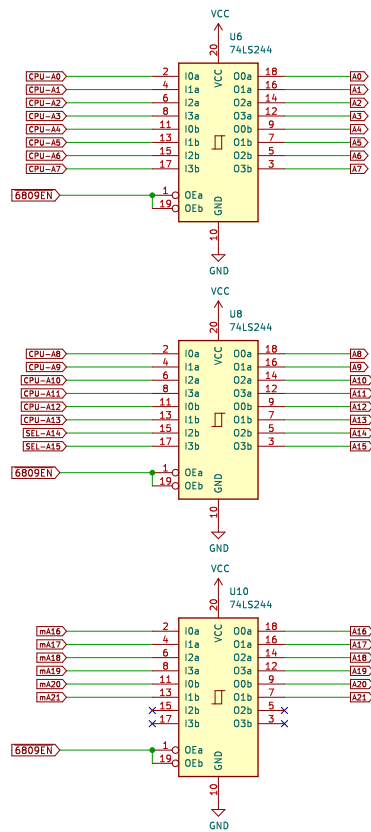 VCC
U6
74LS244
20
VCC
CPU-A0 2 I0a O0a 18 A0
CPU-A1 4 I1a O1a 16 A1
CPU-A2 6 I2a O2a 14 A2
CPU-A3 8 I3a O3a 12 A3
CPU-A4 11 I0b O0b 9 A4
CPU-A5 13 I1b O1b 7 A5
CPU-A6 15 I2b O2b 5 A6
CPU-A7 17 I3b O3b 3 A7
6809EN 1 OEa
19 OEb
GND
10
GND
VCC
U8
74LS244
20
VCC
CPU-A8 2 I0a O0a 18 A8
CPU-A9 4 I1a O1a 16 A9
CPU-A10 6 I2a O2a 14 A10
CPU-A11 8 I3a O3a 12 A11
CPU-A12 11 I0b O0b 9 A12
CPU-A13 13 I1b O1b 7 A13
SEL-A14 15 I2b O2b 5 A14
SEL-A15 17 I3b O3b 3 A15
6809EN 1 OEa
19 OEb
GND
10
GND
VCC
U10
74LS244
20
VCC
mA16 2 I0a O0a 18 A16
mA17 4 I1a O1a 16 A17
mA18 6 I2a O2a 14 A18
mA19 8 I3a O3a 12 A19
mA20 11 I0b O0b 9 A20
mA21 13 I1b O1b 7 A21
15 I2b O2b 5
17 I3b O3b 3
6809EN 1 OEa
19 OEb
GND
10
GND